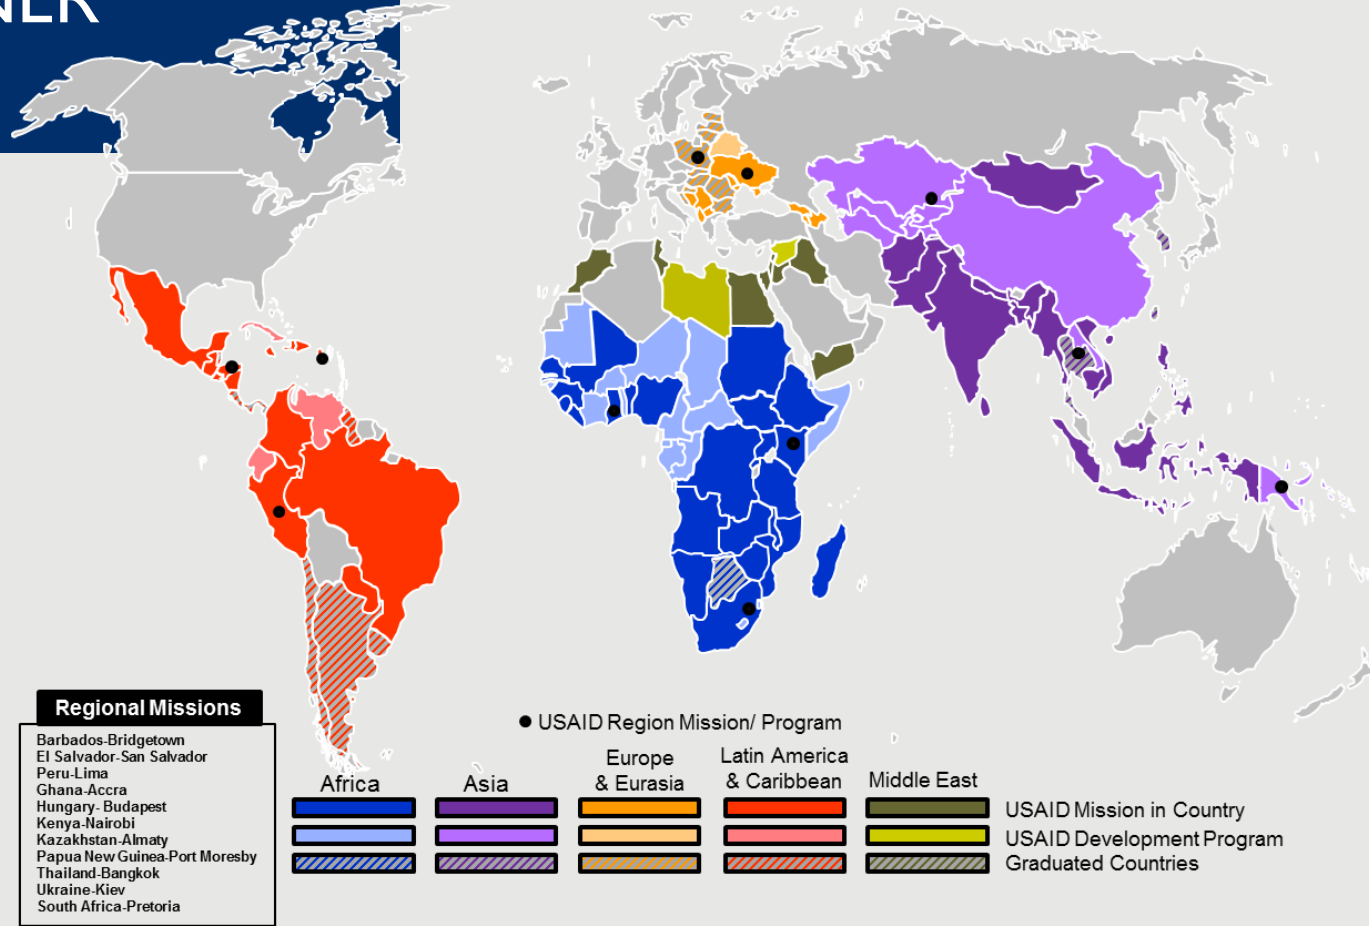 NER
Regional Missions
Barbados-Bridgetown
El Salvador-San Salvador
Peru-Lima
Ghana-Accra
Hungary- Budapest
Kenya-Nairobi
Kazakhstan-Almaty
Papua New Guinea-Port Moresby
Thailand-Bangkok
Ukraine-Kiev
South Africa-Pretoria
USAID Region Mission/ Program
Africa
Asia
Europe
& Eurasia
Latin America
& Caribbean
Middle East
USAID Mission in Country
USAID Development Program
Graduated Countries